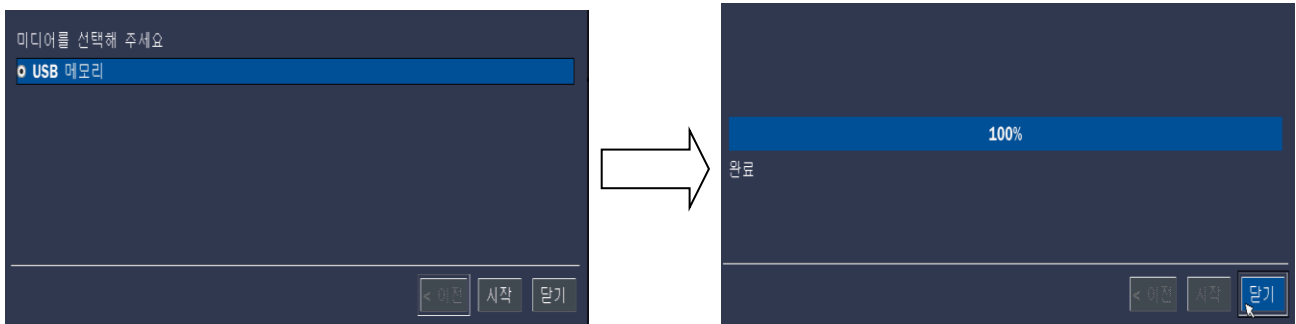 미디어를 선택해 주세요
USB 메모리
< 이전 시작 닫기
100%
완료
< 이전 시작 닫기